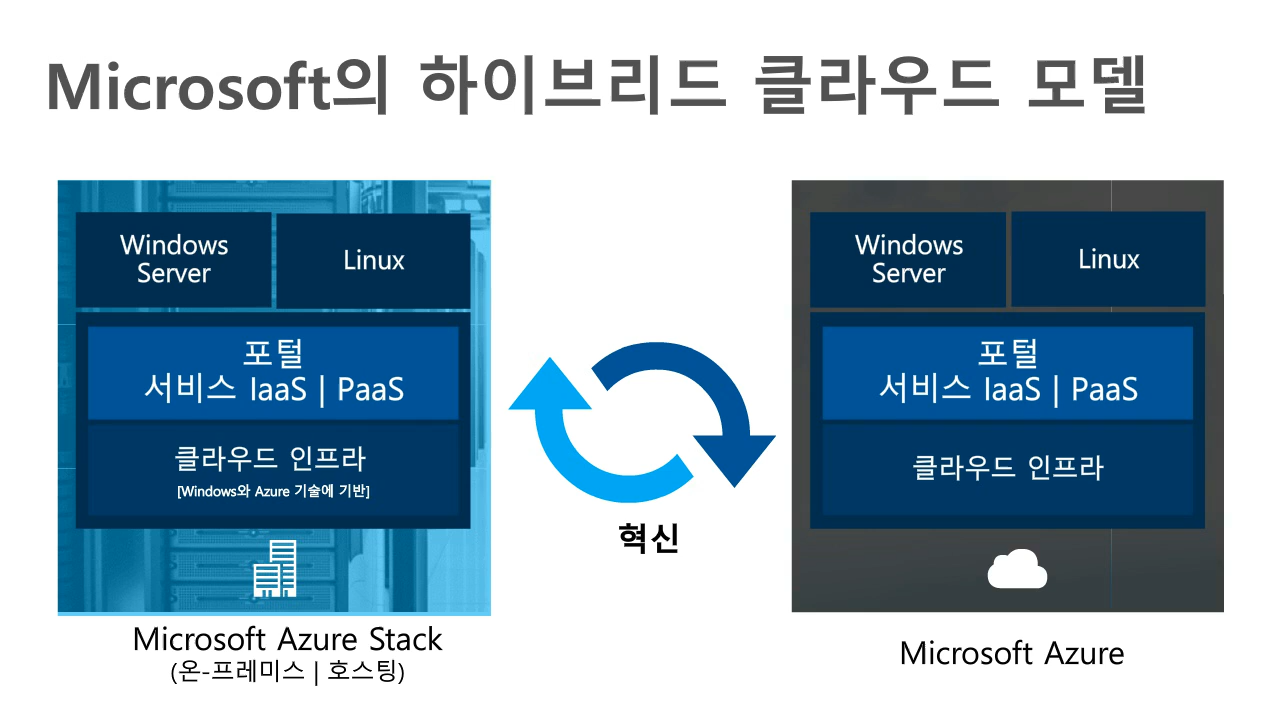 Microsoft의 하이브리드 클라우드 모델
Windows
Server
Linux
포털
서비스 IaaS | PaaS
클라우드 인프라
[Windows와 Azure 기술에 기반]
Microsoft Azure Stack
(온-프레미스 | 호스팅)
혁신
Windows
Server
Linux
포털
서비스 IaaS | PaaS
클라우드 인프라
Microsoft Azure